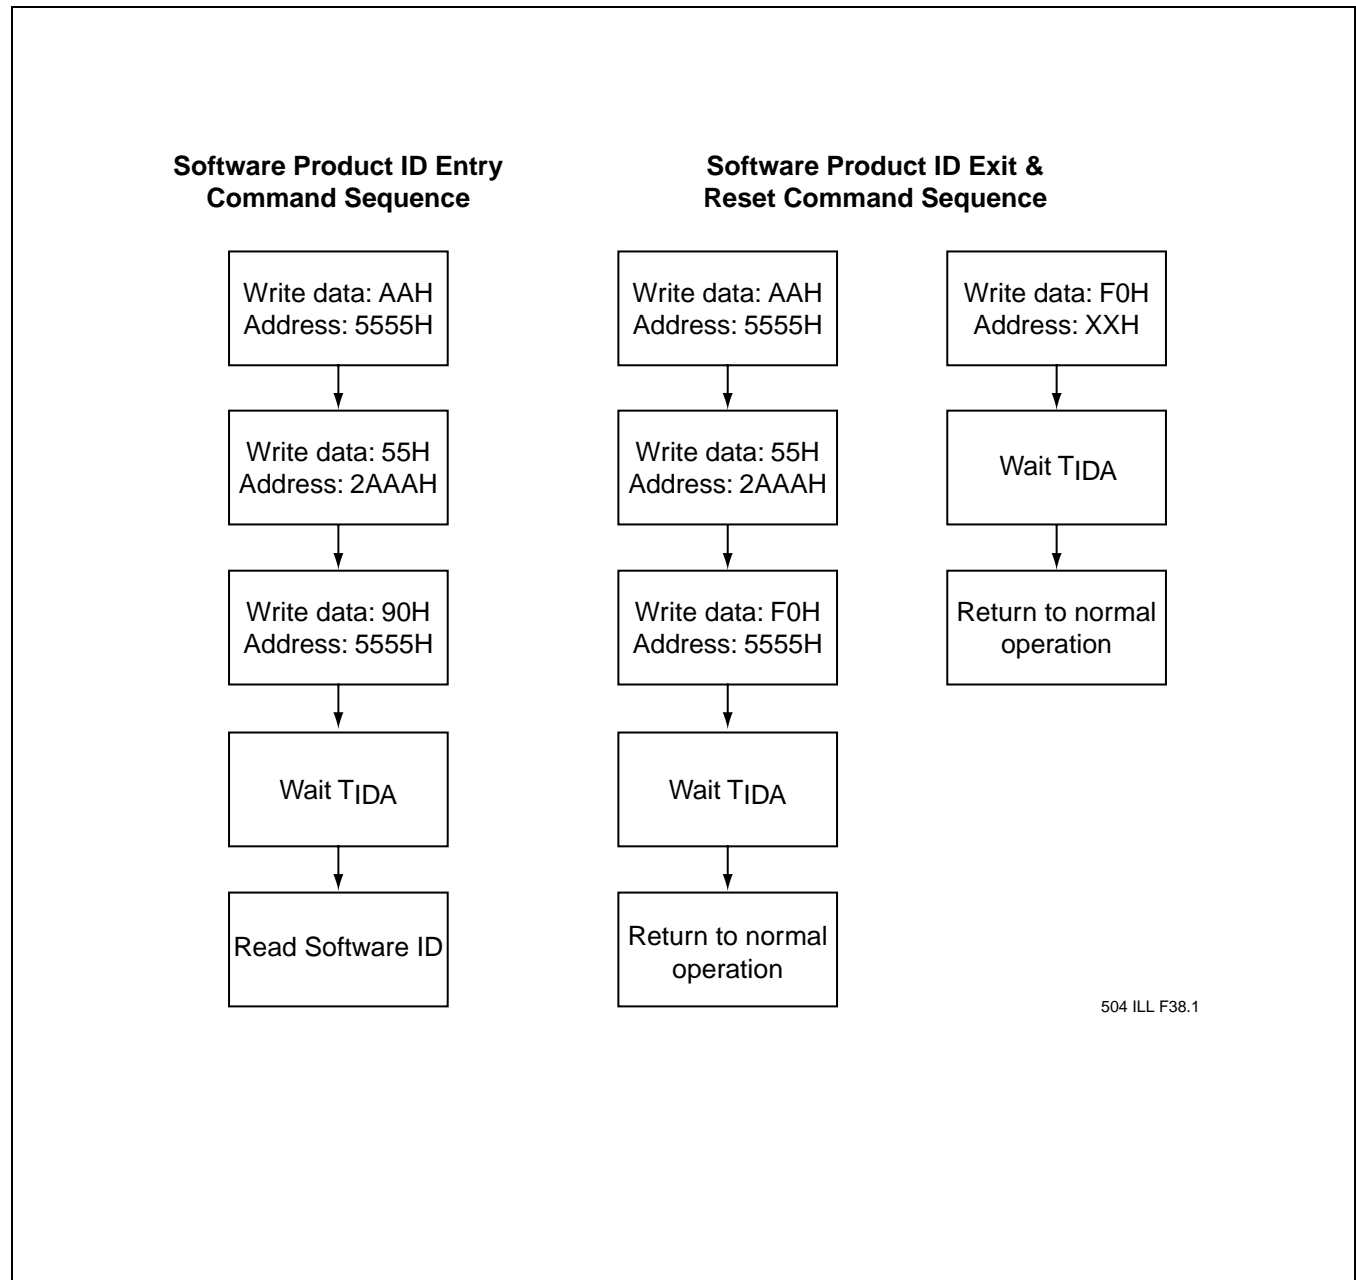 Software Product ID Entry
Command Sequence
Write data: AAH
Address: 5555H
Write data: 55H
Address: 2AAAH
Write data: 90H
Address: 5555H
Wait TIDA
Read Software ID
Software Product ID Exit &
Reset Command Sequence
Write data: AAH
Address: 5555H
Write data: 55H
Address: 2AAAH
Write data: F0H
Address: 5555H
Wait TIDA
Return to normal
operation
Write data: F0H
Address: XXH
Wait TIDA
Return to normal
operation
504 ILL F38.1